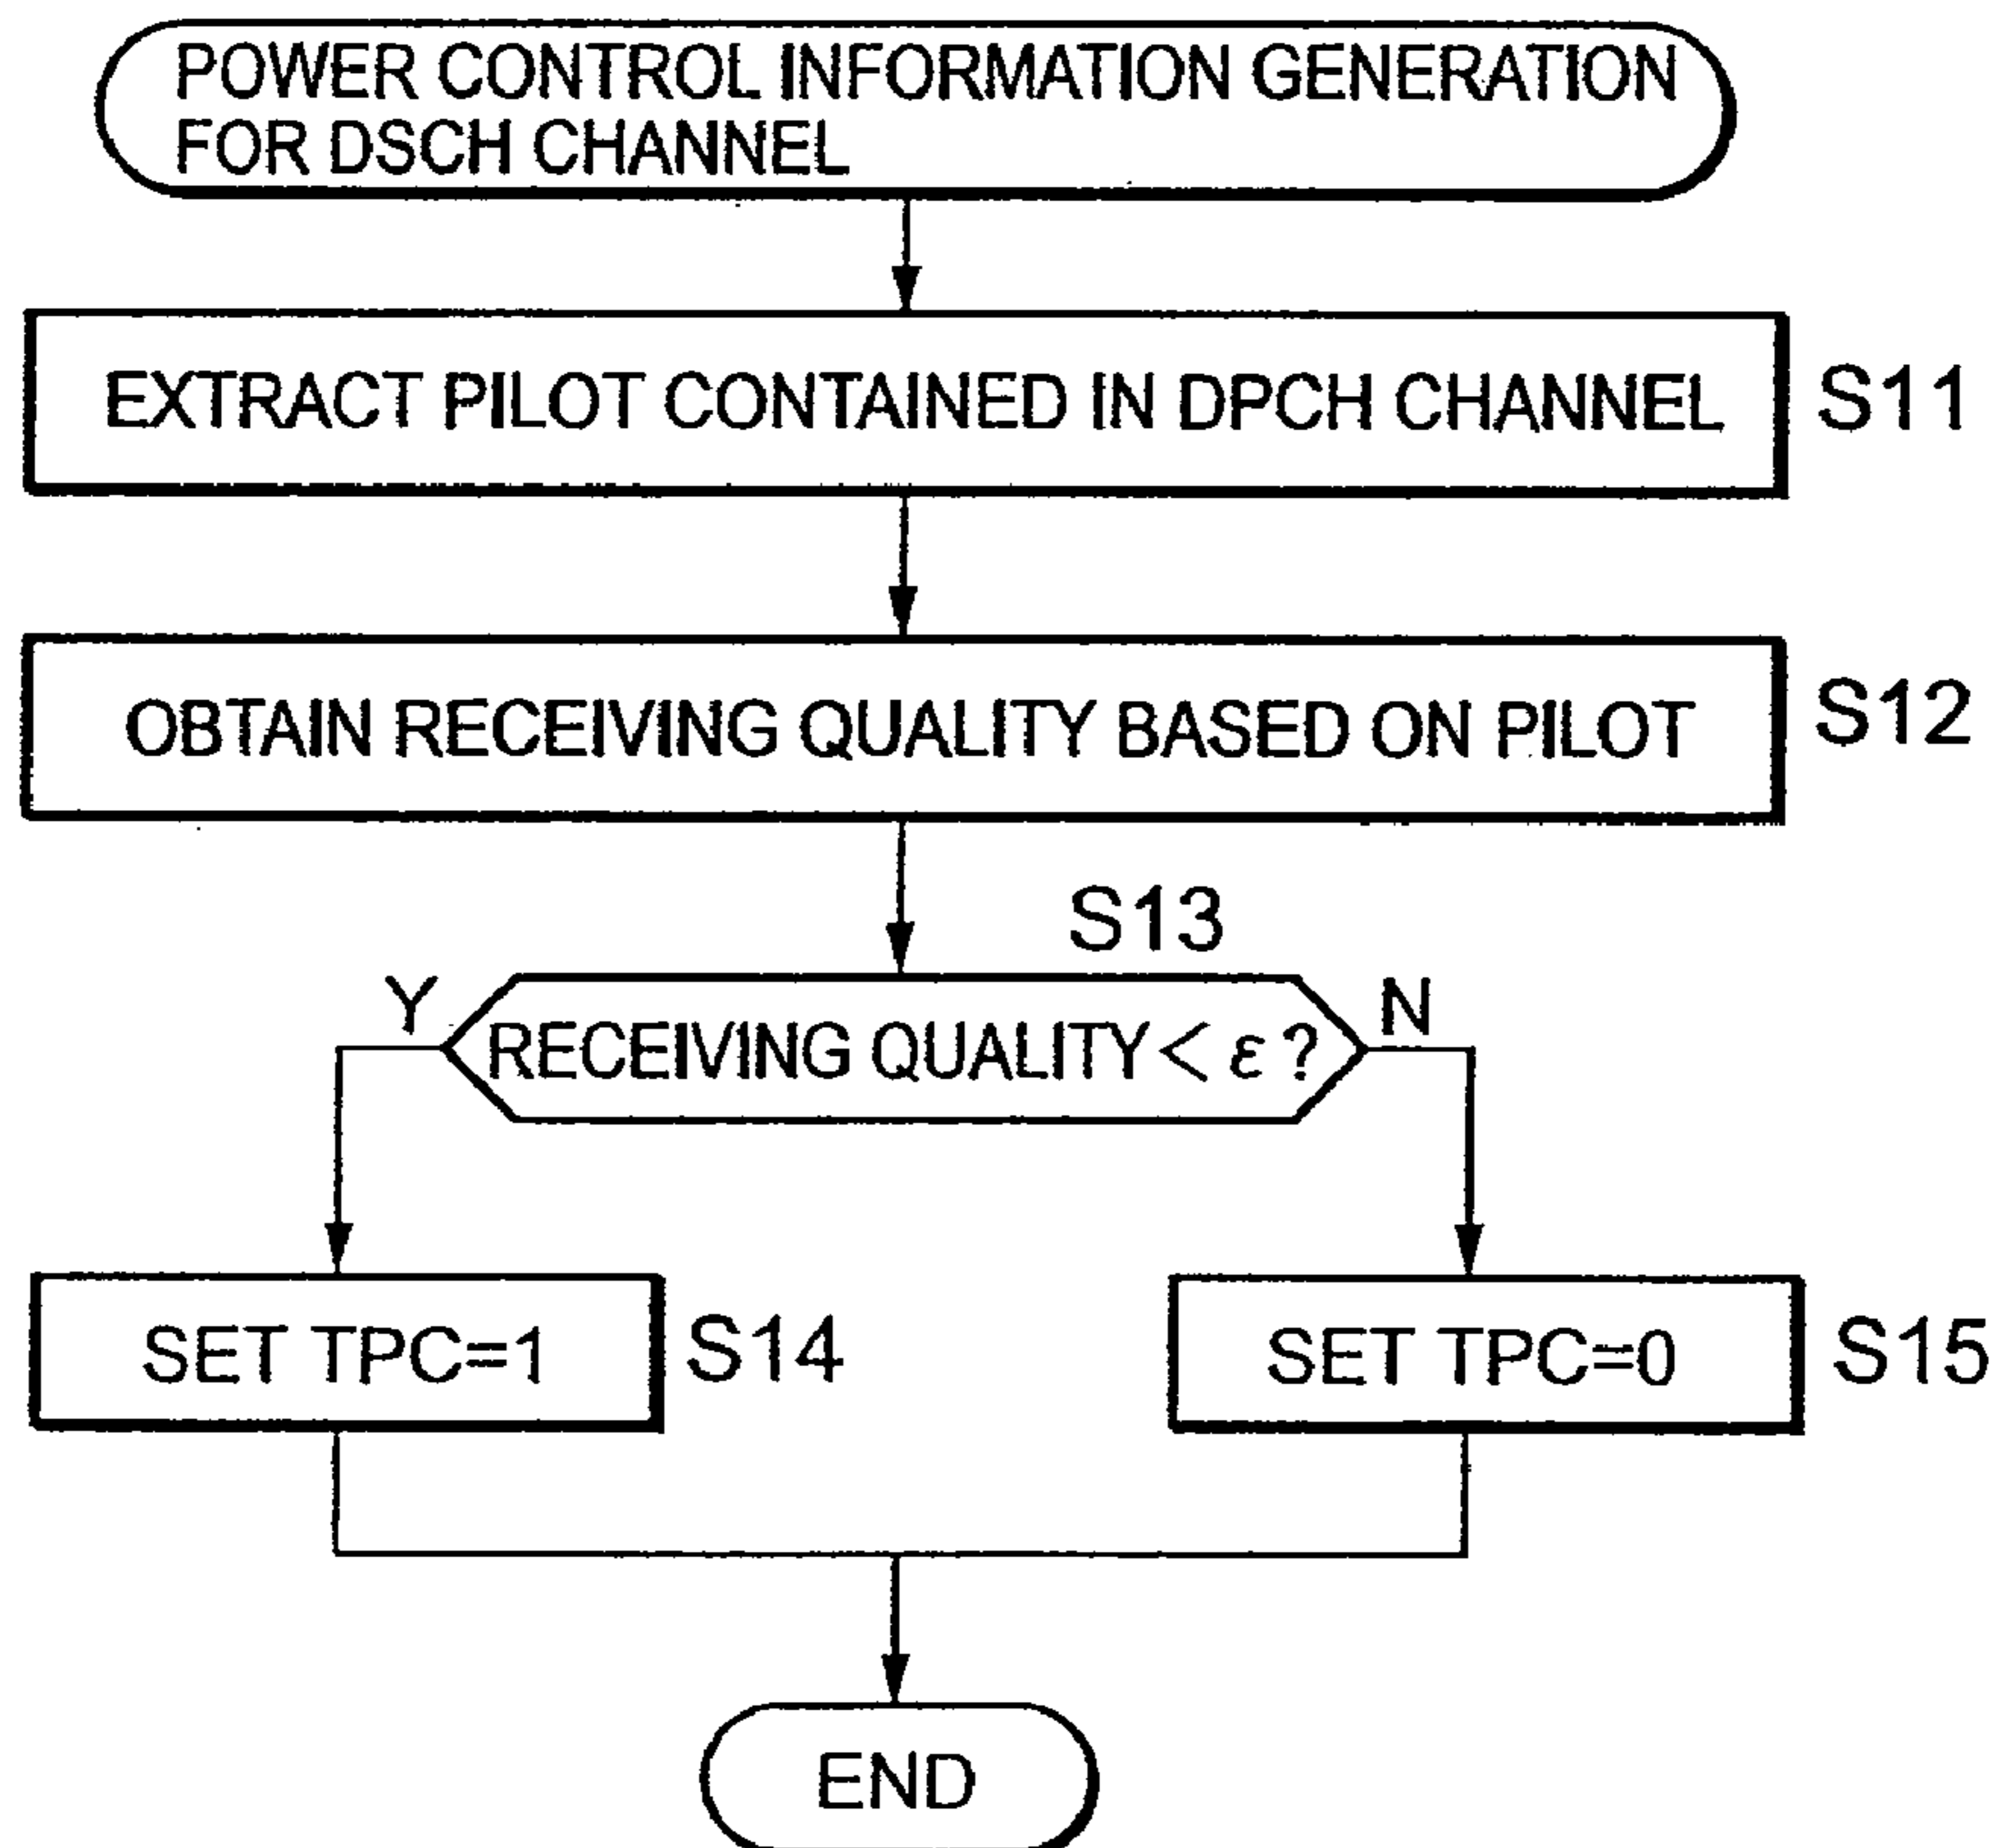 POWER CONTROL INFORMATION GENERATION
FOR DSCH CHANNEL
EXTRACT PILOT CONTAINED IN DPCH CHANNEL
S11
OBTAIN RECEIVING QUALITY BASED ON PILOT
S12
S13
Y
RECEIVING QUALITY < ε ?
N
SET TPC=1
S14
SET TPC=0
S15
END